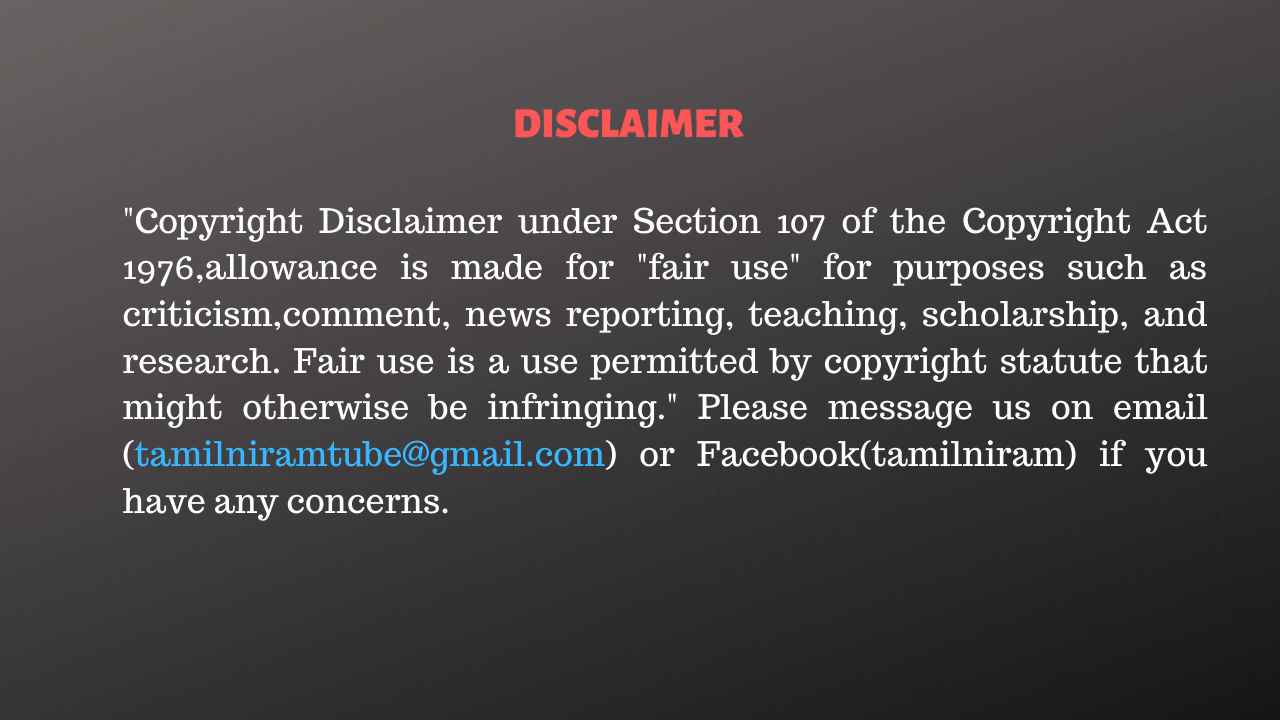 DISCLAIMER
"Copyright Disclaimer under Section 107 of the Copyright Act
1976,allowance is made for "fair use" for purposes such as
criticism,comment, news reporting, teaching, scholarship, and
research. Fair use is a use permitted by copyright statute that
might otherwise be infringing." Please message us on email
(tamilniramtube@gmail.com) or Facebook(tamilniram) if you
have any concerns.